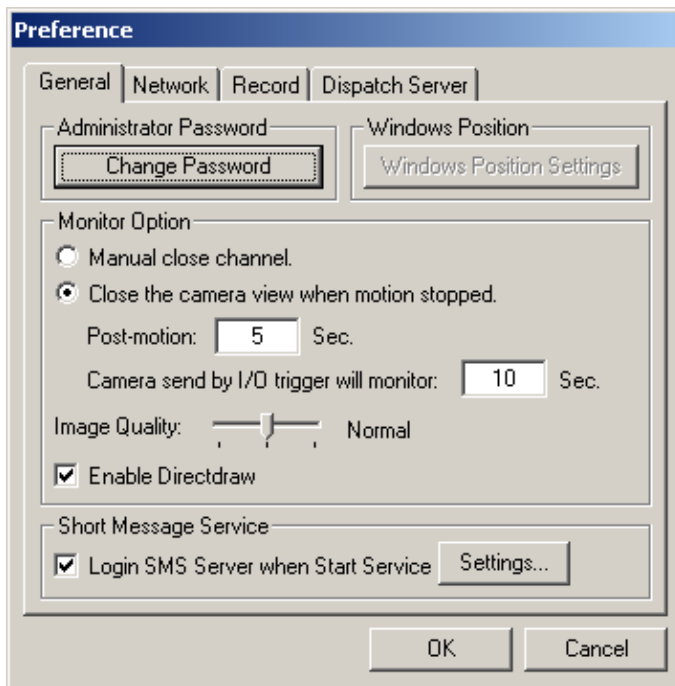 Preference
General Network Record Dispatch Server
Administrator Password Windows Position
Change Password Windows Position Settings
Monitor Option
Manual close channel.
Close the camera view when motion stopped.
Post-motion: 5 Sec.
Camera send by I/O trigger will monitor: 10 Sec.
Image Quality: Normal
Enable Directdraw
Short Message Service
Login SMS Server when Start Service Settings...
OK Cancel